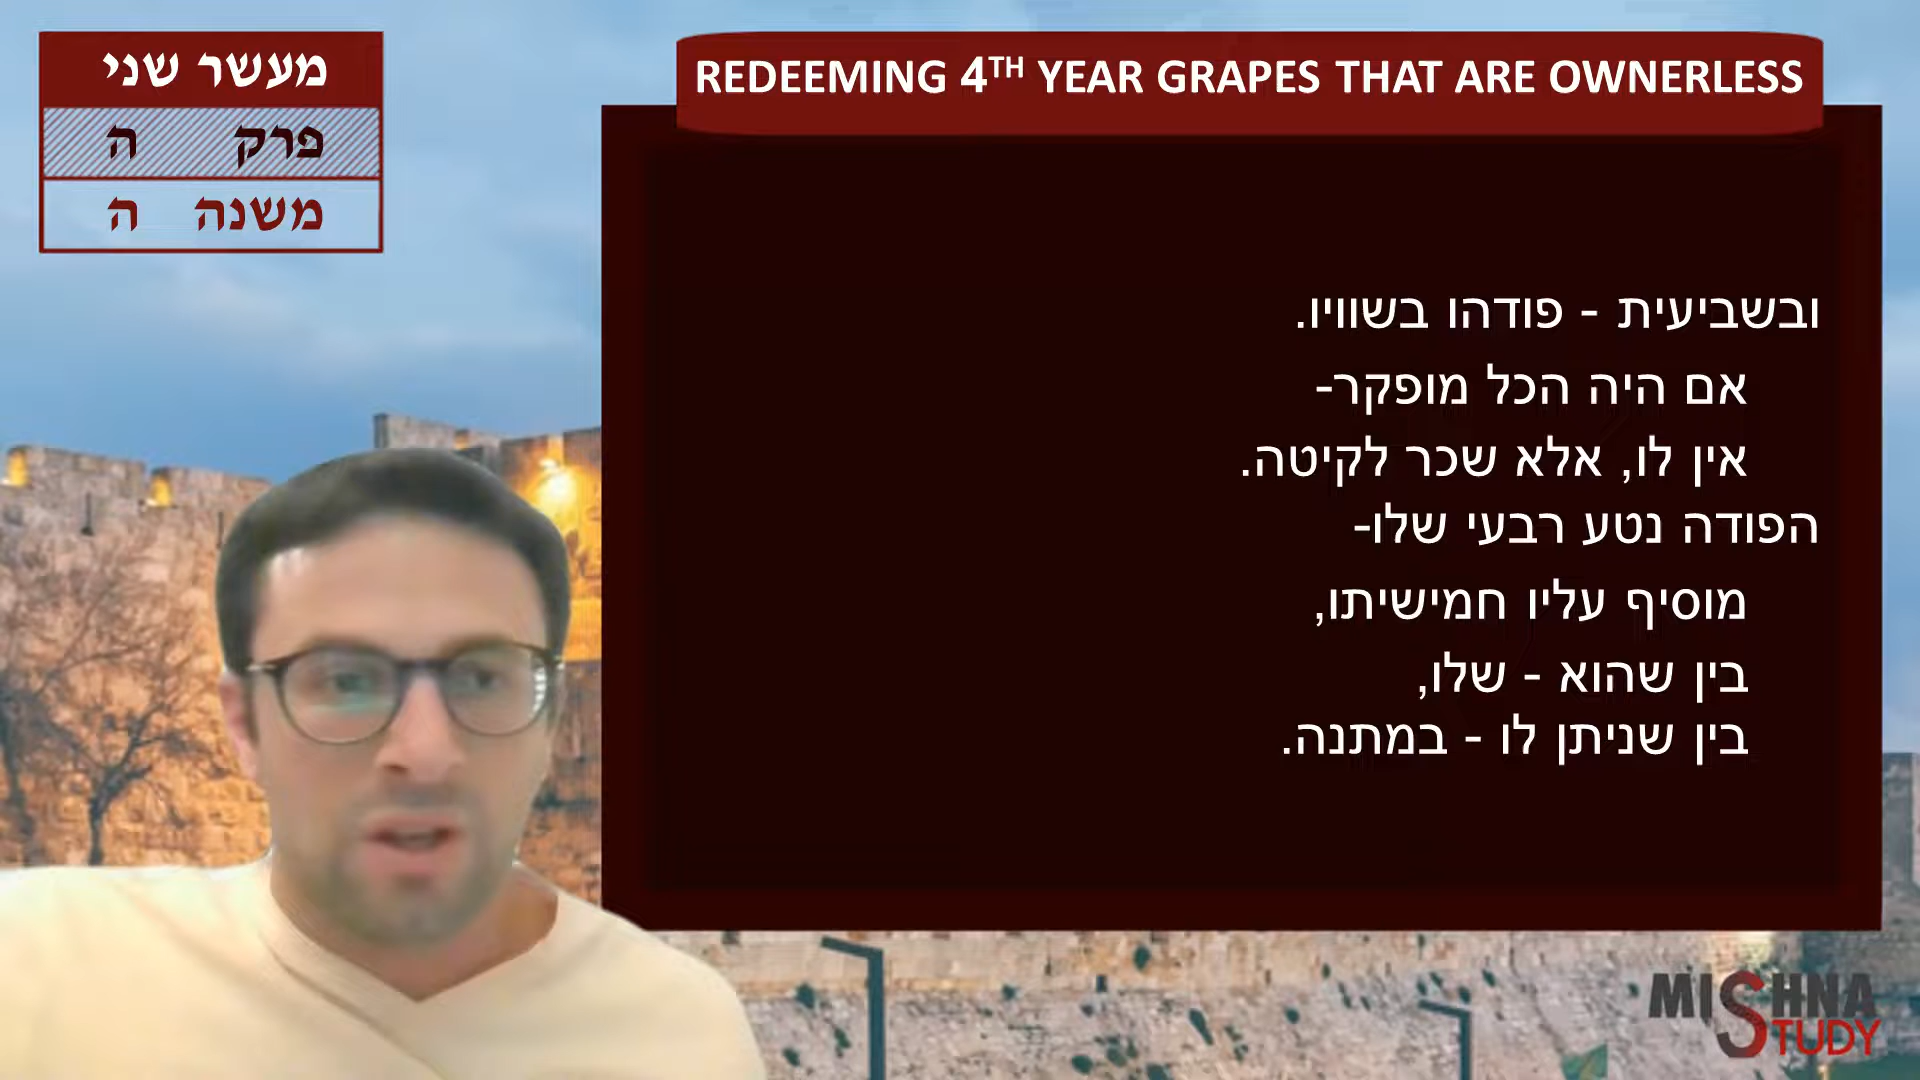 מעשר שני
פרק ה
משנה ה
REDEEMING 4TH YEAR GRAPES THAT ARE OWNERLESS
ובשביעית - פודהו בשוויו.
אם היה הכל מופקר-
אין לו, אלא שכר לקיטה.
הפודה נטע רבעי שלו-
מוסיף עליו חמישיתו,
בין שהוא - שלו,
בין שניתן לו - במתנה.
MISHNA
STUDY